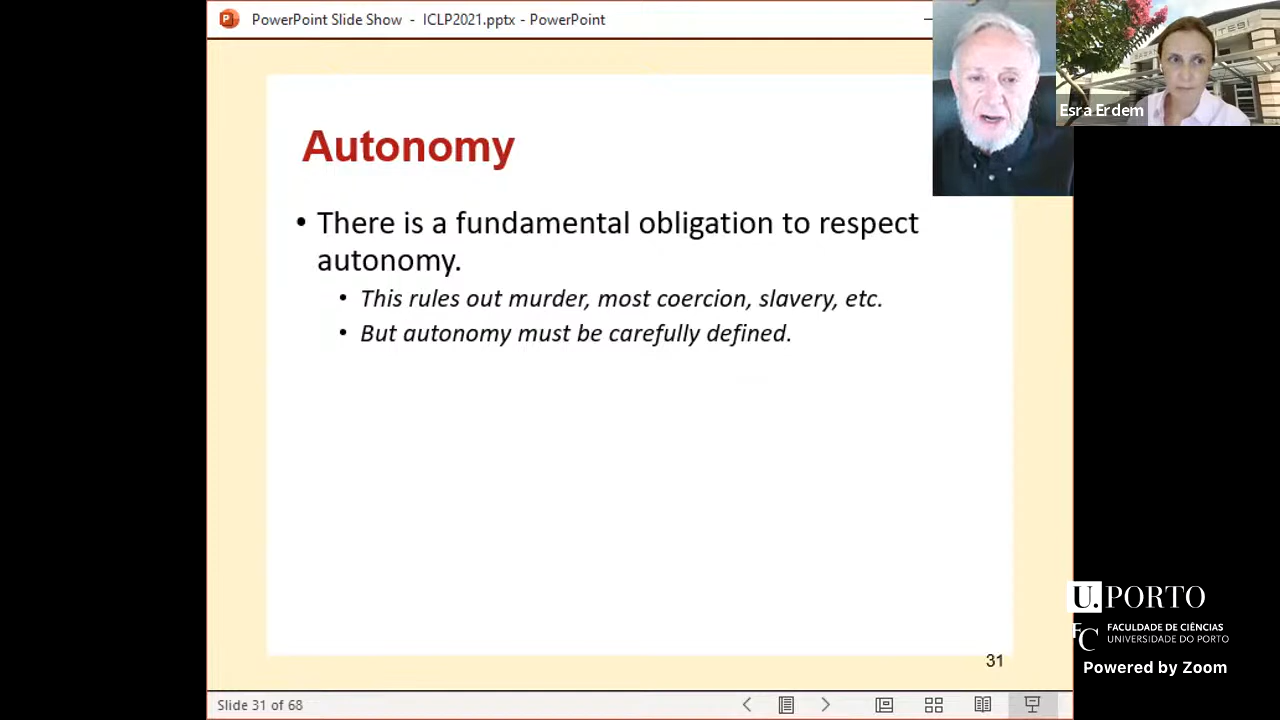 PowerPoint Slide Show - ICLP2021.pptx - PowerPoint
Esra Erdem
Autonomy
• There is a fundamental obligation to respect
autonomy.
• This rules out murder, most coercion, slavery, etc.
• But autonomy must be carefully defined.
31
Slide 31 of 68
U. PORTO
FC FACULDADE DE CIÊNCIAS
UNIVERSIDADE DO PORTO
Powered by Zoom